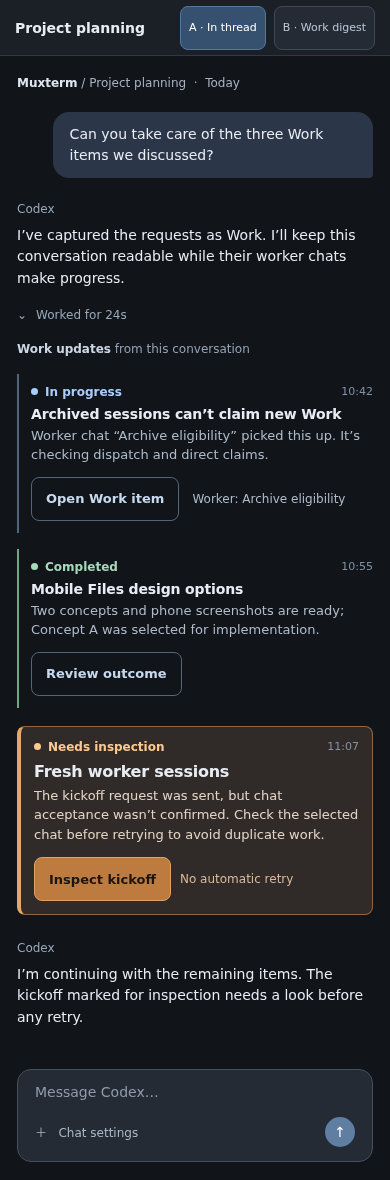 Project planning
A · In thread
B · Work digest
Muxterm / Project planning · Today
Can you take care of the three Work
items we discussed?
Codex
I’ve captured the requests as Work. I’ll keep this
conversation readable while their worker chats
make progress.
Worked for 24s
Work updates from this conversation
In progress 10:42
Archived sessions can’t claim new Work
Worker chat “Archive eligibility” picked this up. It’s
checking dispatch and direct claims.
Open Work item
Worker: Archive eligibility
Completed 10:55
Mobile Files design options
Two concepts and phone screenshots are ready;
Concept A was selected for implementation.
Review outcome
Needs inspection 11:07
Fresh worker sessions
The kickoff request was sent, but chat
acceptance wasn’t confirmed. Check the selected
chat before retrying to avoid duplicate work.
Inspect kickoff
No automatic retry
Codex
I’m continuing with the remaining items. The
kickoff marked for inspection needs a look before
any retry.
Message Codex…
+ Chat settings
↑